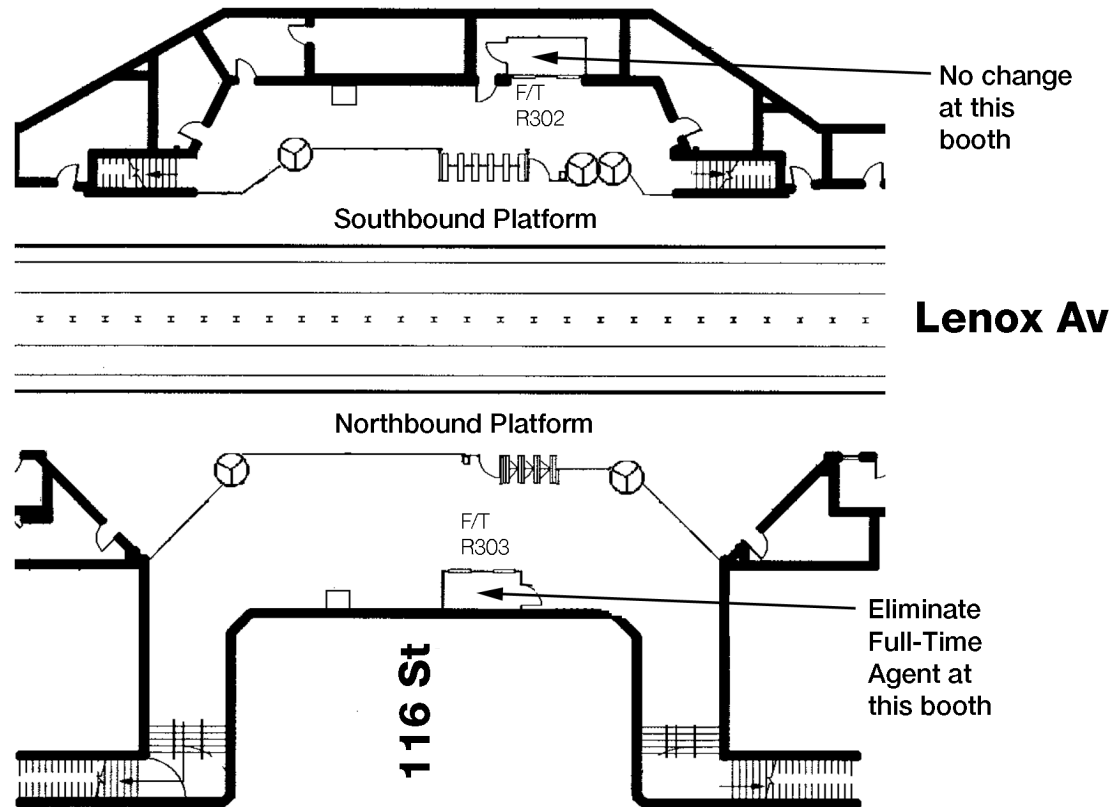 No change
at this
booth
F/T
R302
Southbound Platform
Lenox Av
Northbound Platform
F/T
R303
Eliminate
Full-Time
Agent at
this booth
116 St